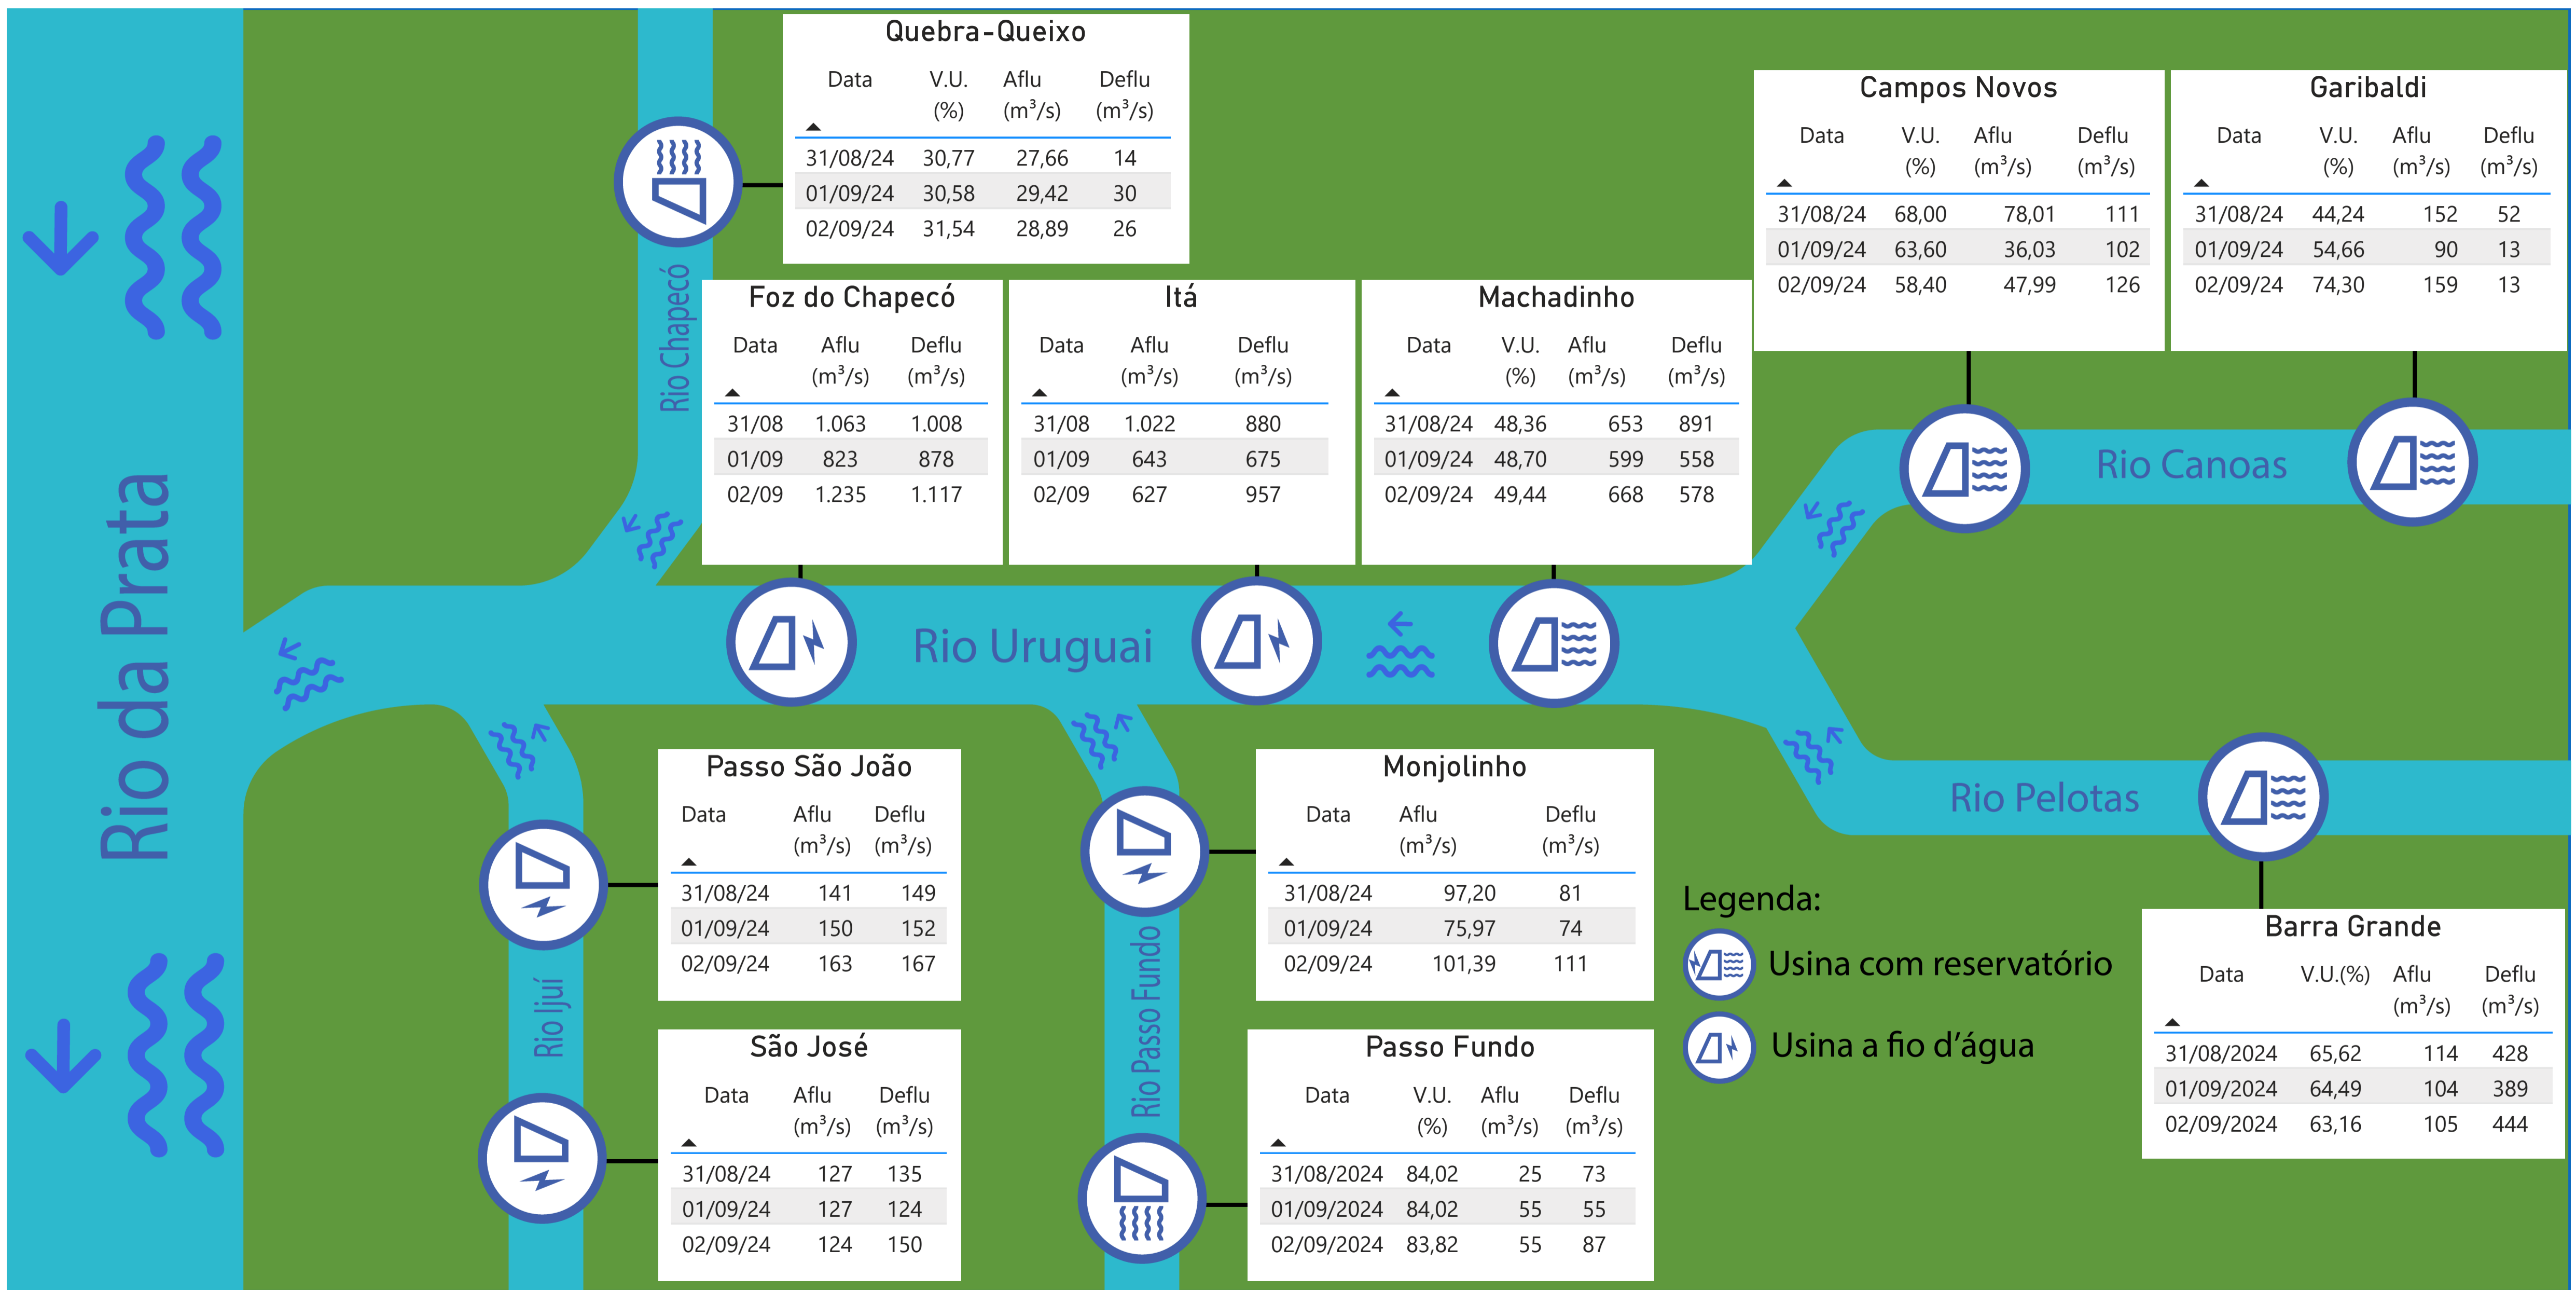 Quebra-Queixo
Data V.U. (%) Aflu (m³/s) Deflu (m³/s)
31/08/24 30,77 27,66 14
01/09/24 30,58 29,42 30
02/09/24 31,54 28,89 26
Campos Novos
Data V.U. (%) Aflu (m³/s) Deflu (m³/s)
31/08/24 68,00 78,01 111
01/09/24 63,60 36,03 102
02/09/24 58,40 47,99 126
Garibaldi
Data V.U. (%) Aflu (m³/s) Deflu (m³/s)
31/08/24 44,24 152 52
01/09/24 54,66 90 13
02/09/24 74,30 159 13
Rio Chapecó
Foz do Chapecó
Data Aflu (m³/s) Deflu (m³/s)
31/08 1.063 1.008
01/09 823 878
02/09 1.235 1.117
Itá
Data Aflu (m³/s) Deflu (m³/s)
31/08 1.022 880
01/09 643 675
02/09 627 957
Machadinho
Data V.U. (%) Aflu (m³/s) Deflu (m³/s)
31/08/24 48,36 653 891
01/09/24 48,70 599 558
02/09/24 49,44 668 578
Rio Canoas
Rio da Prata
Rio Uruguai
Rio Pelotas
Passo São João
Data Aflu (m³/s) Deflu (m³/s)
31/08/24 141 149
01/09/24 150 152
02/09/24 163 167
Monjolinho
Data Aflu (m³/s) Deflu (m³/s)
31/08/24 97,20 81
01/09/24 75,97 74
02/09/24 101,39 111
Rio Ijuí
Rio Passo Fundo
São José
Data Aflu (m³/s) Deflu (m³/s)
31/08/24 127 135
01/09/24 127 124
02/09/24 124 150
Passo Fundo
Data V.U. (%) Aflu (m³/s) Deflu (m³/s)
31/08/2024 84,02 25 73
01/09/2024 84,02 55 55
02/09/2024 83,82 55 87
Legenda:
Usina com reservatório
Usina a fio d'água
Barra Grande
Data V.U.(%) Aflu (m³/s) Deflu (m³/s)
31/08/2024 65,62 114 428
01/09/2024 64,49 104 389
02/09/2024 63,16 105 444